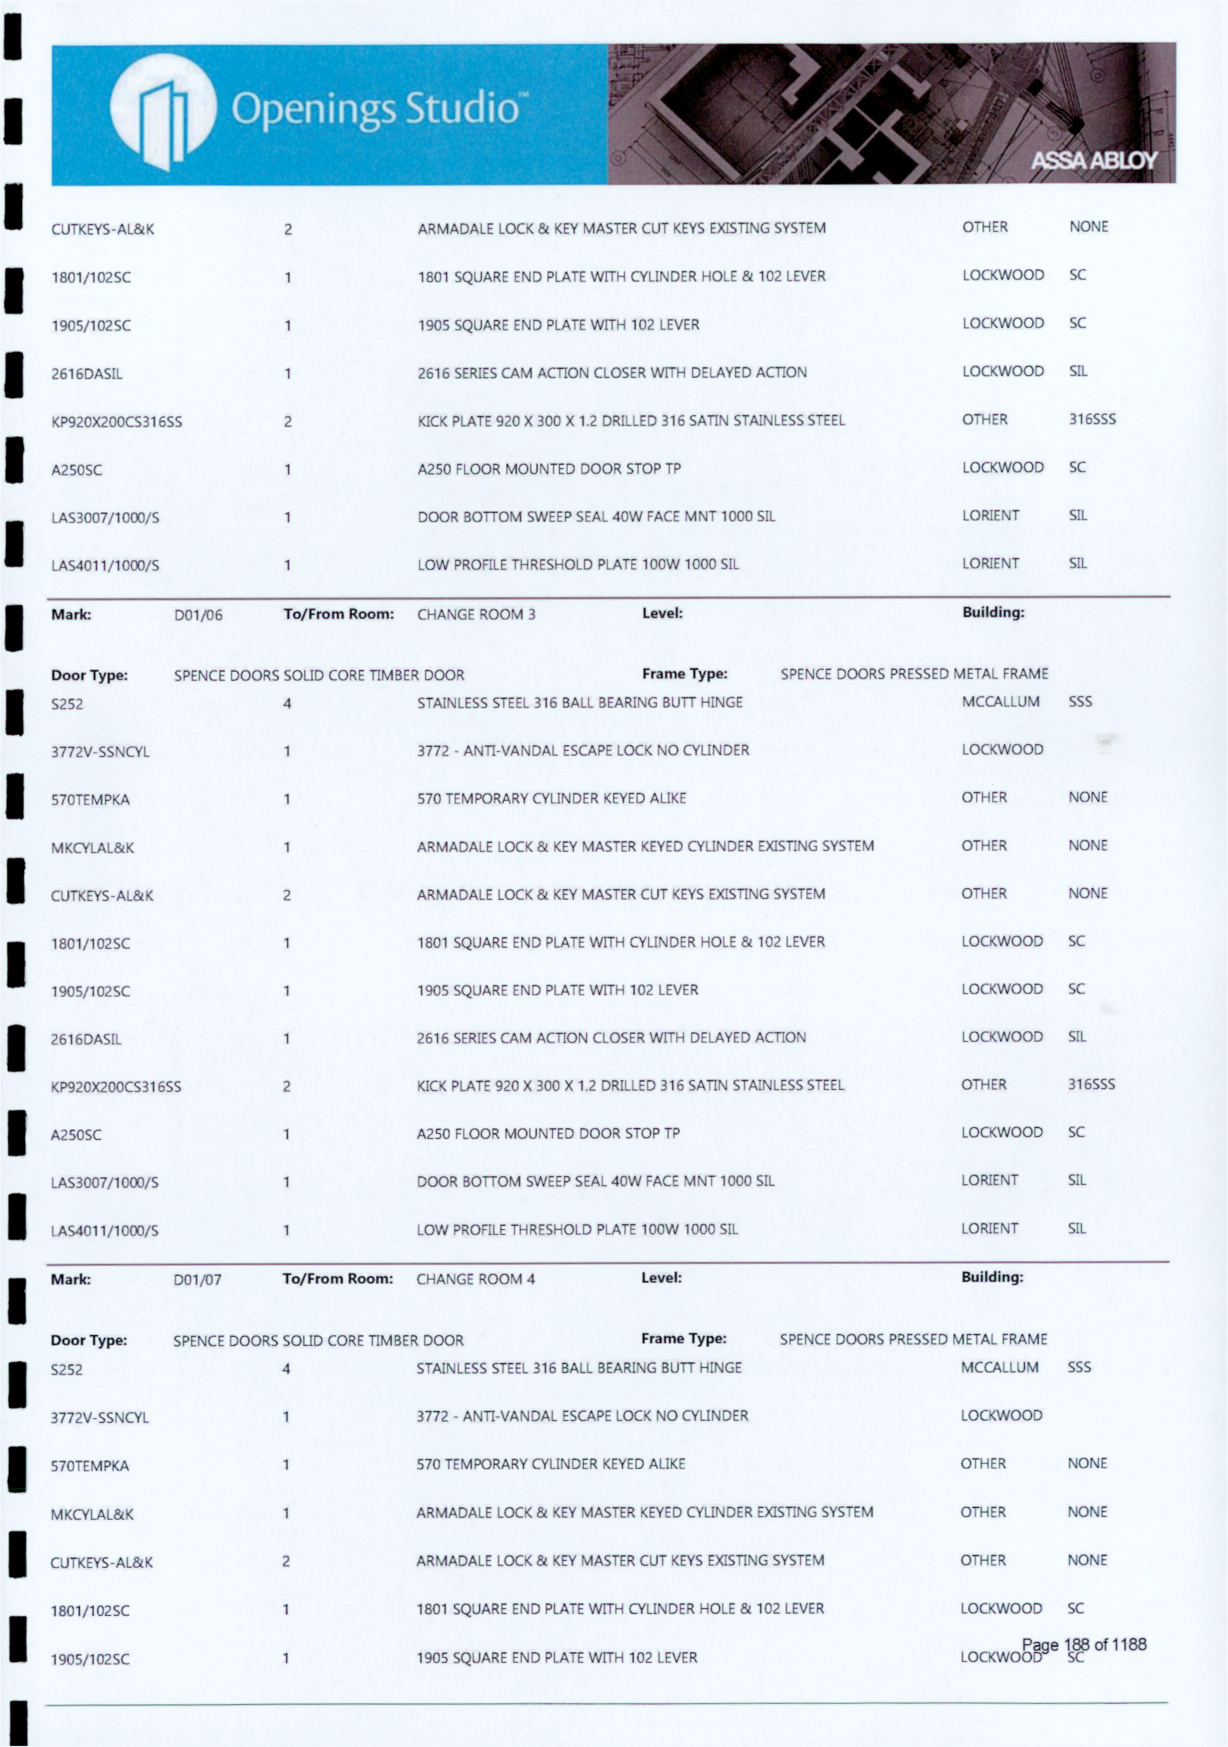 Openings Studio™
ASSA ABLOY
CUTKEYS-AL&K 2 ARMADALE LOCK & KEY MASTER CUT KEYS EXISTING SYSTEM OTHER NONE
1801/102SC 1 1801 SQUARE END PLATE WITH CYLINDER HOLE & 102 LEVER LOCKWOOD SC
1905/102SC 1 1905 SQUARE END PLATE WITH 102 LEVER LOCKWOOD SC
2616DASIL 1 2616 SERIES CAM ACTION CLOSER WITH DELAYED ACTION LOCKWOOD SIL
KP920X200CS316SS 2 KICK PLATE 920 X 300 X 1.2 DRILLED 316 SATIN STAINLESS STEEL OTHER 316SSS
A250SC 1 A250 FLOOR MOUNTED DOOR STOP TP LOCKWOOD SC
LAS3007/1000/S 1 DOOR BOTTOM SWEEP SEAL 40W FACE MNT 1000 SIL LORIENT SIL
LAS4011/1000/S 1 LOW PROFILE THRESHOLD PLATE 100W 1000 SIL LORIENT SIL
Mark: D01/06 To/From Room: CHANGE ROOM 3 Level: Building:
Door Type: SPENCE DOORS SOLID CORE TIMBER DOOR Frame Type: SPENCE DOORS PRESSED METAL FRAME
S252 4 STAINLESS STEEL 316 BALL BEARING BUTT HINGE MCCALLUM SSS
3772V-SSNCYL 1 3772 - ANTI-VANDAL ESCAPE LOCK NO CYLINDER LOCKWOOD
570TEMPKA 1 570 TEMPORARY CYLINDER KEYED ALIKE OTHER NONE
MKCYLAL&K 1 ARMADALE LOCK & KEY MASTER KEYED CYLINDER EXISTING SYSTEM OTHER NONE
CUTKEYS-AL&K 2 ARMADALE LOCK & KEY MASTER CUT KEYS EXISTING SYSTEM OTHER NONE
1801/102SC 1 1801 SQUARE END PLATE WITH CYLINDER HOLE & 102 LEVER LOCKWOOD SC
1905/102SC 1 1905 SQUARE END PLATE WITH 102 LEVER LOCKWOOD SC
2616DASIL 1 2616 SERIES CAM ACTION CLOSER WITH DELAYED ACTION LOCKWOOD SIL
KP920X200CS316SS 2 KICK PLATE 920 X 300 X 1.2 DRILLED 316 SATIN STAINLESS STEEL OTHER 316SSS
A250SC 1 A250 FLOOR MOUNTED DOOR STOP TP LOCKWOOD SC
LAS3007/1000/S 1 DOOR BOTTOM SWEEP SEAL 40W FACE MNT 1000 SIL LORIENT SIL
LAS4011/1000/S 1 LOW PROFILE THRESHOLD PLATE 100W 1000 SIL LORIENT SIL
Mark: D01/07 To/From Room: CHANGE ROOM 4 Level: Building:
Door Type: SPENCE DOORS SOLID CORE TIMBER DOOR Frame Type: SPENCE DOORS PRESSED METAL FRAME
S252 4 STAINLESS STEEL 316 BALL BEARING BUTT HINGE MCCALLUM SSS
3772V-SSNCYL 1 3772 - ANTI-VANDAL ESCAPE LOCK NO CYLINDER LOCKWOOD
570TEMPKA 1 570 TEMPORARY CYLINDER KEYED ALIKE OTHER NONE
MKCYLAL&K 1 ARMADALE LOCK & KEY MASTER KEYED CYLINDER EXISTING SYSTEM OTHER NONE
CUTKEYS-AL&K 2 ARMADALE LOCK & KEY MASTER CUT KEYS EXISTING SYSTEM OTHER NONE
1801/102SC 1 1801 SQUARE END PLATE WITH CYLINDER HOLE & 102 LEVER LOCKWOOD SC
1905/102SC 1 1905 SQUARE END PLATE WITH 102 LEVER LOCKWOOD SC
Page 188 of 1188